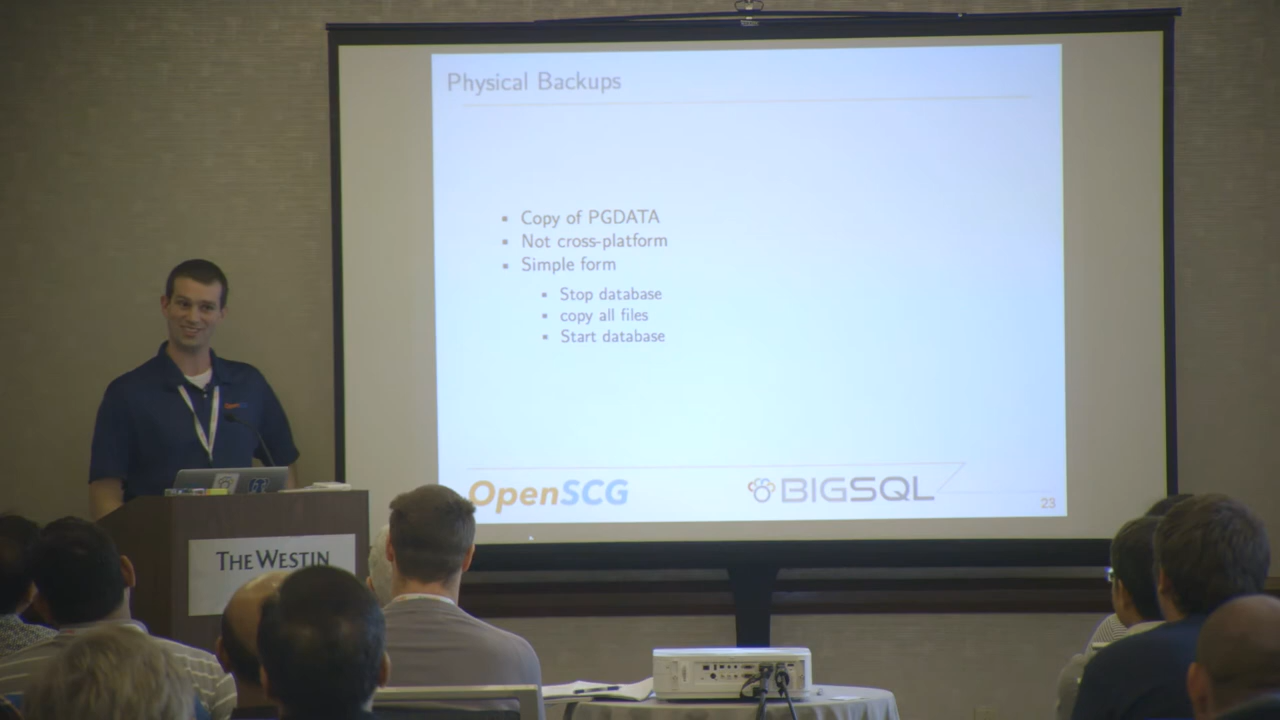 Physical Backups
Copy of PGDATA
Not cross-platform
Simple form
Stop database
copy all files
Start database
OpenSCG
BIGSQL
23
THE WESTIN